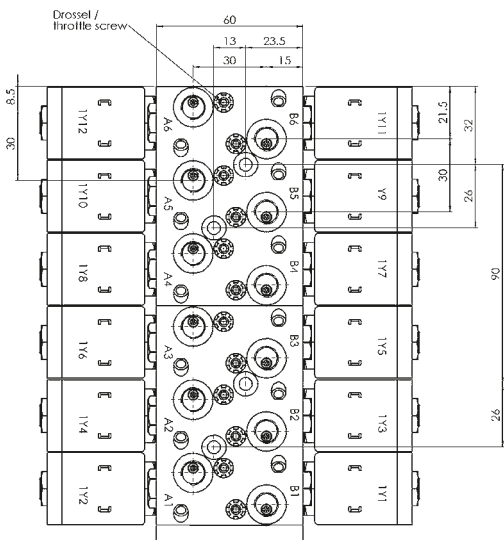 Drossel /
throttle screw
60
13
23.5
30
15
8.5
30
21.5
32
30
26
90
26
1Y12
A6
B6
1Y11
1Y10
A5
B5
Y9
1Y8
A4
B4
1Y7
1Y6
A3
B3
1Y5
1Y4
A2
B2
1Y3
1Y2
A1
B1
1Y1